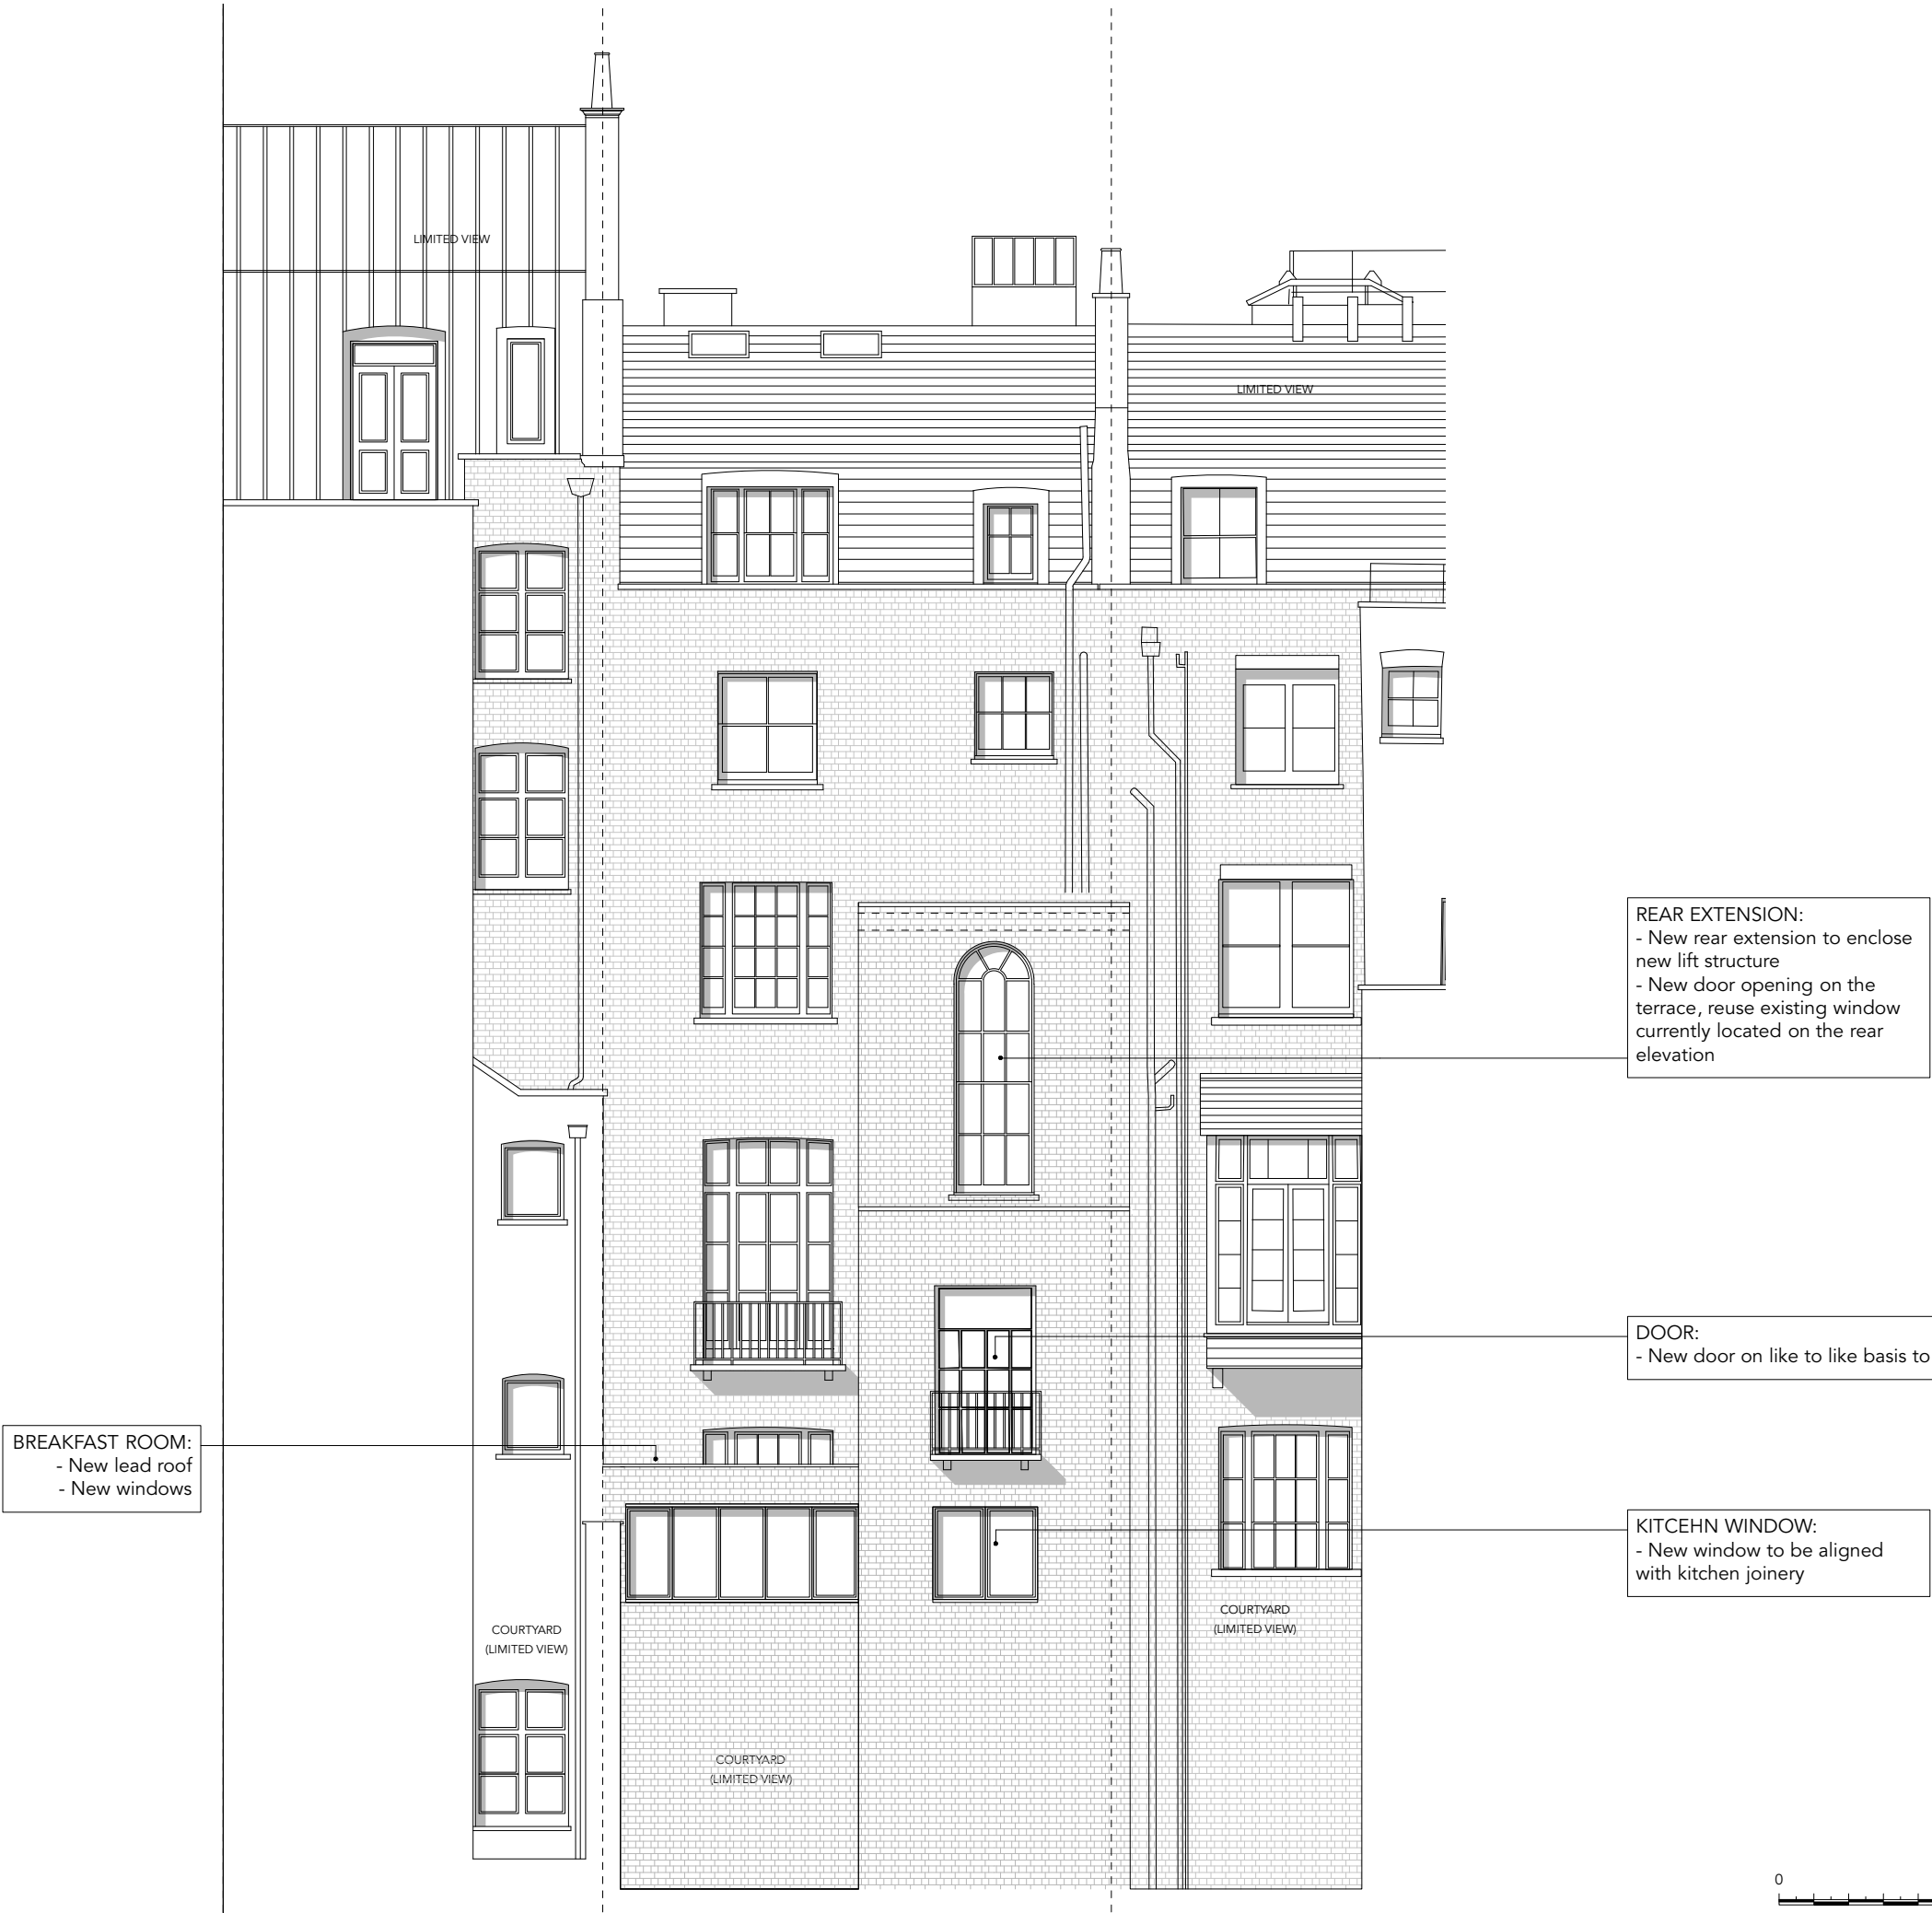 LIMITED VIEW
LIMITED VIEW
REAR EXTENSION:
- New rear extension to enclose
new lift structure
- New door opening on the
terrace, reuse existing window
currently located on the rear
elevation
DOOR:
- New door on like to like basis to
BREAKFAST ROOM:
- New lead roof
- New windows
KITCEHN WINDOW:
- New window to be aligned
with kitchen joinery
COURTYARD
(LIMITED VIEW)
COURTYARD
(LIMITED VIEW)
COURTYARD
(LIMITED VIEW)
0